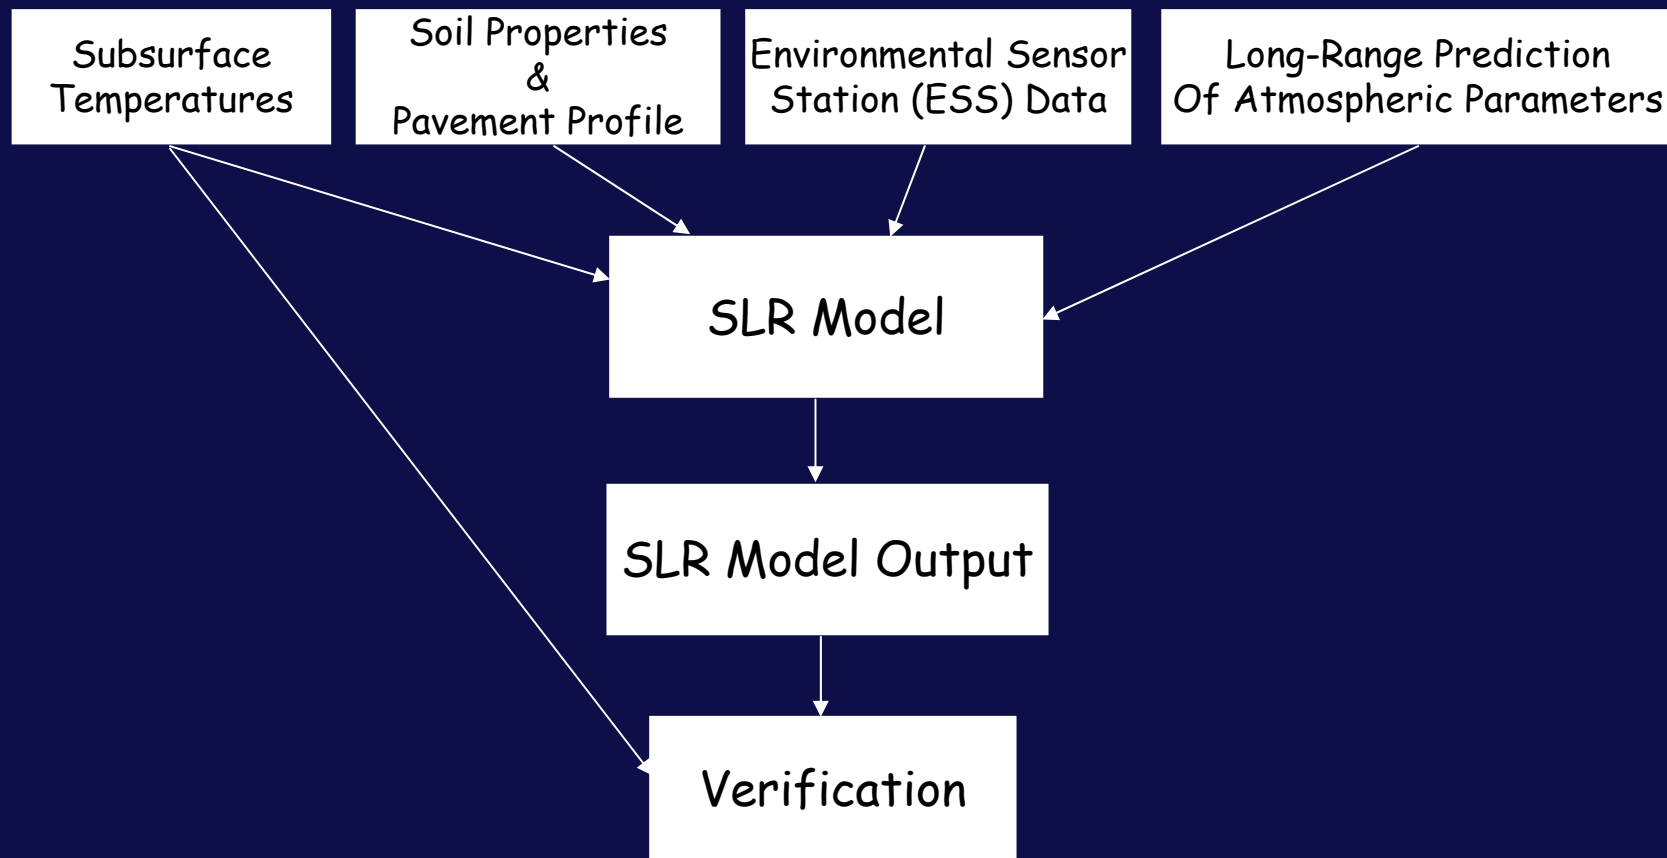 Subsurface
Temperatures
Soil Properties
&
Pavement Profile
Environmental Sensor
Station (ESS) Data
Long-Range Prediction
Of Atmospheric Parameters
SLR Model
SLR Model Output
Verification